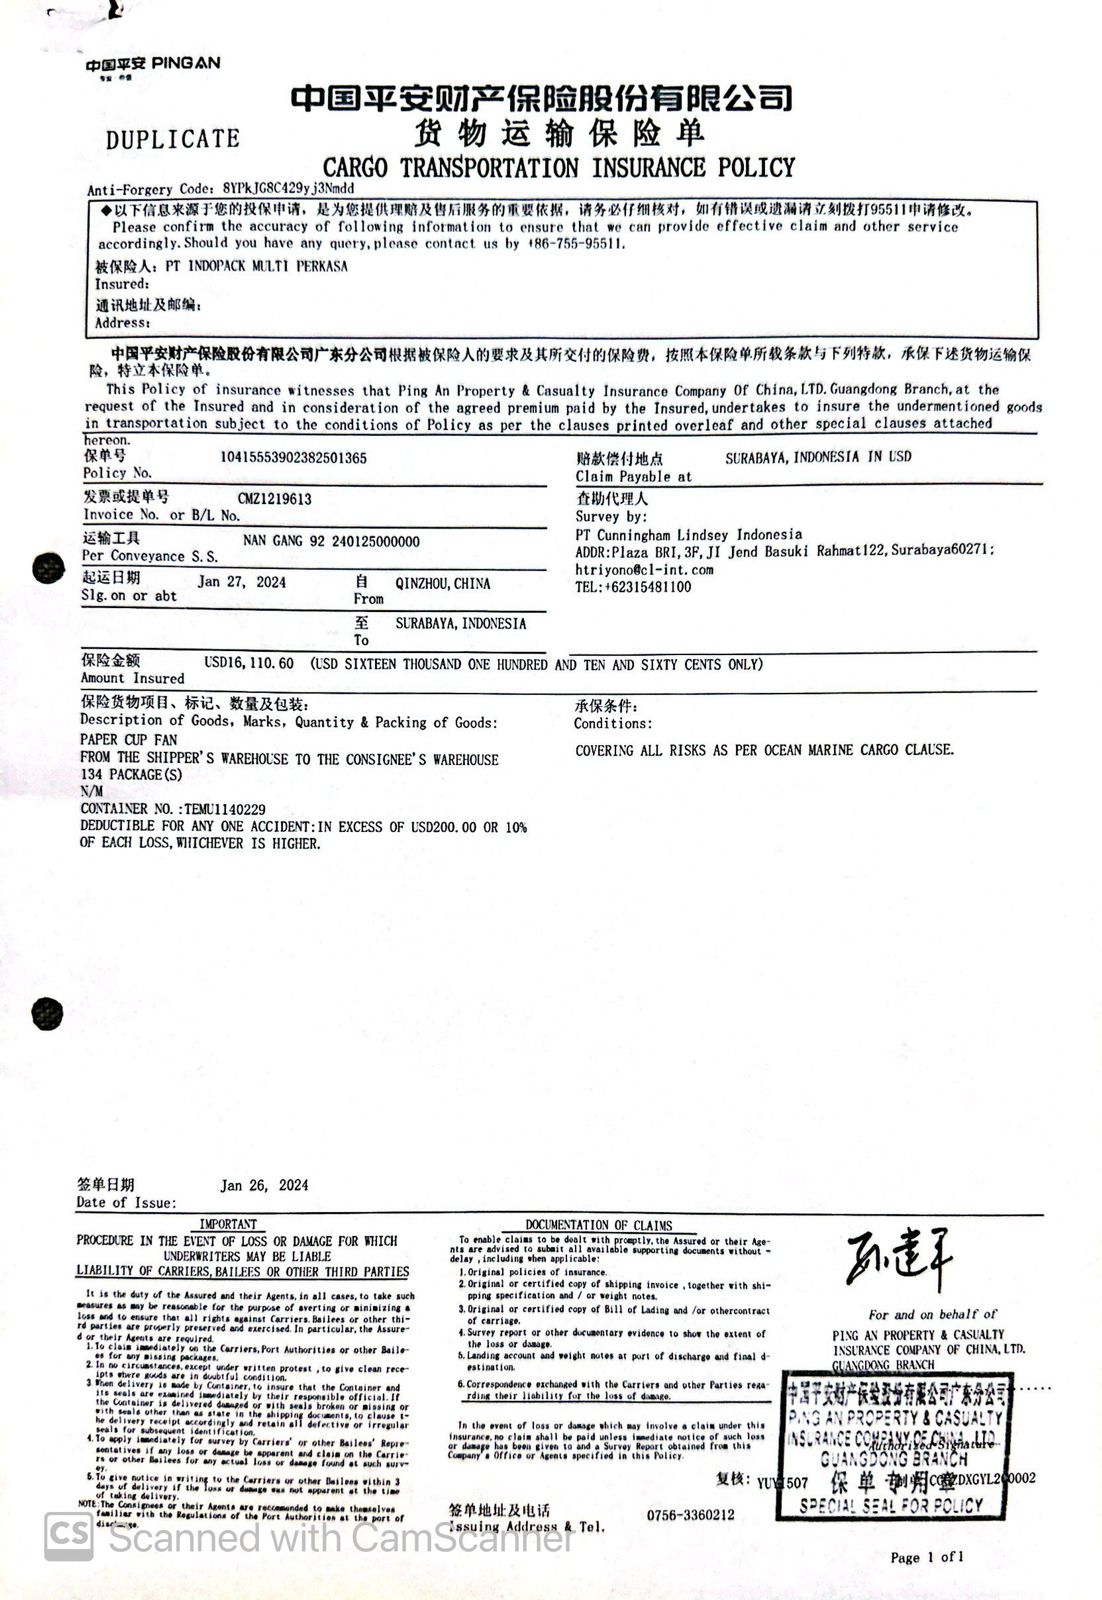 中国平安 PING AN
专业 价值
中国平安财产保险股份有限公司
DUPLICATE
货物运输保险单
CARGO TRANSPORTATION INSURANCE POLICY
Anti-Forgery Code: 8YPkJG8C429yj3Nmdd
◆以下信息来源于您的投保申请，是为您提供理赔及售后服务的重要依据，请务必仔细核对，如有错误或遗漏请立刻拨打95511申请修改。
Please confirm the accuracy of following information to ensure that we can provide effective claim and other service
accordingly. Should you have any query, please contact us by +86-755-95511.
被保险人: PT INDOPACK MULTI PERKASA
Insured:
通讯地址及邮编:
Address:
中国平安财产保险股份有限公司广东分公司根据被保险人的要求及其所交付的保险费，按照本保险单所载条款与下列特款，承保下述货物运输保
险，特立本保险单。
This Policy of insurance witnesses that Ping An Property & Casualty Insurance Company Of China, LTD. Guangdong Branch, at the
request of the Insured and in consideration of the agreed premium paid by the Insured, undertakes to insure the undermentioned goods
in transportation subject to the conditions of Policy as per the clauses printed overleaf and other special clauses attached
hereon.
保单号 10415553902382501365
Policy No.
赔款偿付地点 SURABAYA, INDONESIA IN USD
Claim Payable at
发票或提单号 CMZ1219613
Invoice No. or B/L No.
查勘代理人
Survey by:
PT Cunningham Lindsey Indonesia
ADDR:Plaza BRI, 3F, JI Jend Basuki Rahmat122, Surabaya60271;
htriyono@cl-int.com
TEL:+62315481100
运输工具 NAN GANG 92 240125000000
Per Conveyance S.S.
起运日期 Jan 27, 2024 自 QINZHOU, CHINA
Slg. on or abt From
至 SURABAYA, INDONESIA
To
保险金额 USD16,110.60 (USD SIXTEEN THOUSAND ONE HUNDRED AND TEN AND SIXTY CENTS ONLY)
Amount Insured
保险货物项目、标记、数量及包装:
Description of Goods, Marks, Quantity & Packing of Goods:
PAPER CUP FAN
FROM THE SHIPPER'S WAREHOUSE TO THE CONSIGNEE'S WAREHOUSE
134 PACKAGE(S)
N/M
CONTAINER NO.:TEMU1140229
DEDUCTIBLE FOR ANY ONE ACCIDENT:IN EXCESS OF USD200.00 OR 10%
OF EACH LOSS, WHICHEVER IS HIGHER.
承保条件:
Conditions:
COVERING ALL RISKS AS PER OCEAN MARINE CARGO CLAUSE.
签单日期 Jan 26, 2024
Date of Issue:
IMPORTANT
PROCEDURE IN THE EVENT OF LOSS OR DAMAGE FOR WHICH
UNDERWRITERS MAY BE LIABLE
LIABILITY OF CARRIERS, BAILEES OR OTHER THIRD PARTIES
It is the duty of the Assured and their Agents, in all cases, to take such
measures as may be reasonable for the purpose of averting or minimizing a
loss and to ensure that all rights against Carriers, Bailees or other thi-
rd parties are properly preserved and exercised. In particular, the Assure-
d or their Agents are required.
1. To claim immediately on the Carriers, Port Authorities or other Baile-
es for any missing packages.
2. In no circumstances, except under written protest, to give clean rece-
ipts where goods are in doubtful condition.
3. When delivery is made by Container, to insure that the Container and
its seals are examined immediately by their responsible official. If
the Container is delivered damaged or with seals broken or missing or
with seals other than as state in the shipping documents, to clause t-
he delivery receipt accordingly and retain all defective or irregular
seals for subsequent identification.
4. To apply immediately for survey by Carriers' or other Bailees' Repre-
sentatives if any loss or damage be apparent and claim on the Carrie-
rs or other Bailees for any actual loss or damage found at such surv-
ey.
5. To give notice in writing to the Carriers or other Bailees within 3
days of delivery if the loss or damage was not apparent at the time
of taking delivery.
NOTE:The Consignees or their Agents are recommended to make themselves
familiar with the Regulations of the Port Authorities at the port of
discharge.
DOCUMENTATION OF CLAIMS
To enable claims to be dealt with promptly, the Assured or their Age-
nts are advised to submit all available supporting documents without -
delay, including when applicable:
1. Original policies of insurance.
2. Original or certified copy of shipping invoice, together with shi-
pping specification and / or weight notes.
3. Original or certified copy of Bill of Lading and /or othercontract
of carriage.
4. Survey report or other documentary evidence to show the extent of
the loss or damage.
5. Landing account and weight notes at port of discharge and final d-
estination.
6. Correspondence exchanged with the Carriers and other Parties rega-
rding their liability for the loss of damage.
In the event of loss or damage which may involve a claim under this
insurance, no claim shall be paid unless immediate notice of such loss
or damage has been given to and a Survey Report obtained from this
Company's Office or Agents specified in this Policy.
For and on behalf of
PING AN PROPERTY & CASUALTY
INSURANCE COMPANY OF CHINA, LTD.
GUANGDONG BRANCH
中国平安财产保险股份有限公司广东分公司
PING AN PROPERTY & CASUALTY
INSURANCE COMPANY OF CHINA, LTD.
Authorized Signature
GUANGDONG BRANCH
保单专用章
SPECIAL SEAL FOR POLICY
复核: 制单:
签单地址及电话 0756-3360212
Issuing Address & Tel.
CS Scanned with CamScanner
Page 1 of 1